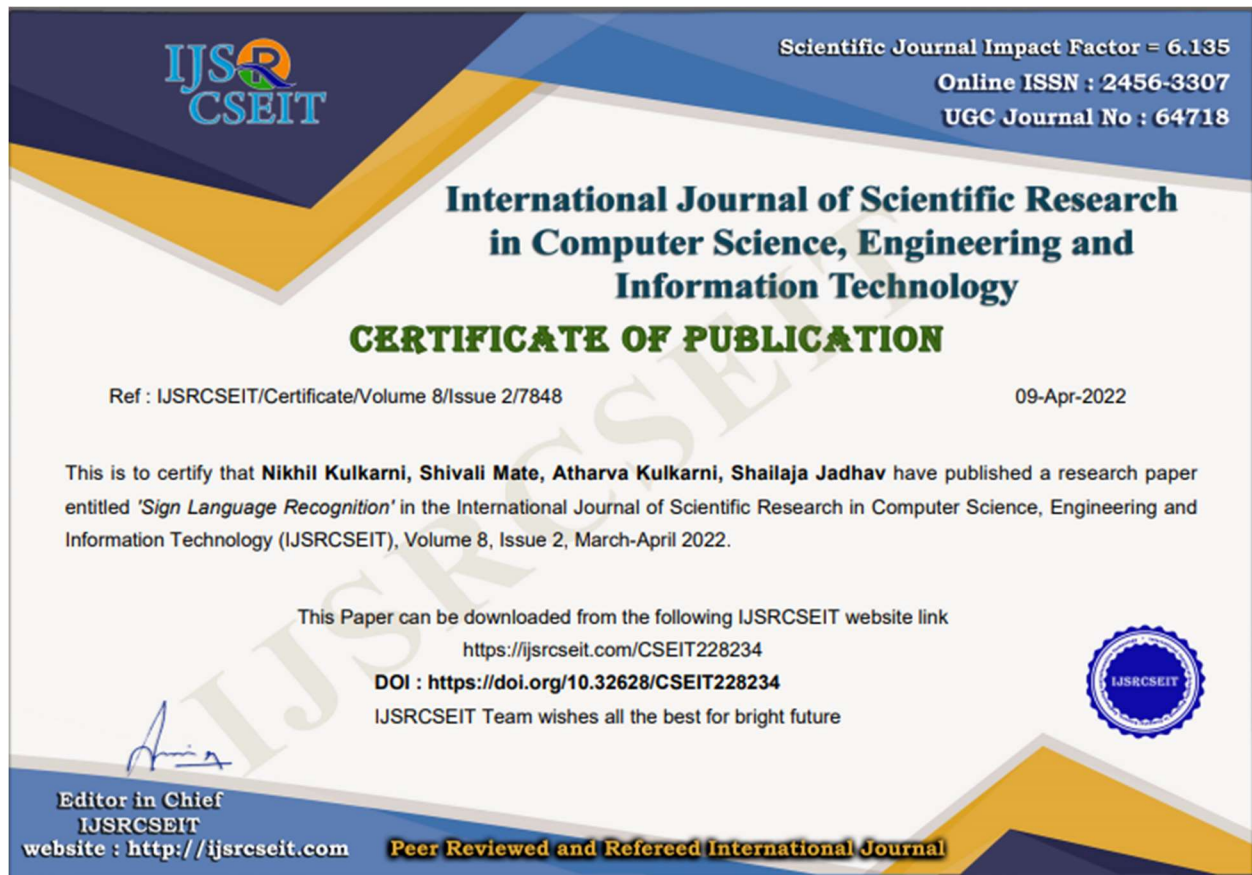 IJSR
CSEIT
Scientific Journal Impact Factor = 6.135
Online ISSN : 2456-3307
UGC Journal No : 64718
International Journal of Scientific Research
in Computer Science, Engineering and
Information Technology
CERTIFICATE OF PUBLICATION
Ref : IJSRCSEIT/Certificate/Volume 8/Issue 2/7848
09-Apr-2022
This is to certify that Nikhil Kulkarni, Shivali Mate, Atharva Kulkarni, Shailaja Jadhav have published a research paper
entitled 'Sign Language Recognition' in the International Journal of Scientific Research in Computer Science, Engineering and
Information Technology (IJSRCSEIT), Volume 8, Issue 2, March-April 2022.
This Paper can be downloaded from the following IJSRCSEIT website link
https://ijsrcseit.com/CSEIT228234
DOI : https://doi.org/10.32628/CSEIT228234
IJSRCSEIT Team wishes all the best for bright future
IJSRCSEIT
IJSRCSEIT
Editor in Chief
IJSRCSEIT
website : http://ijsrcseit.com
Peer Reviewed and Refereed International Journal